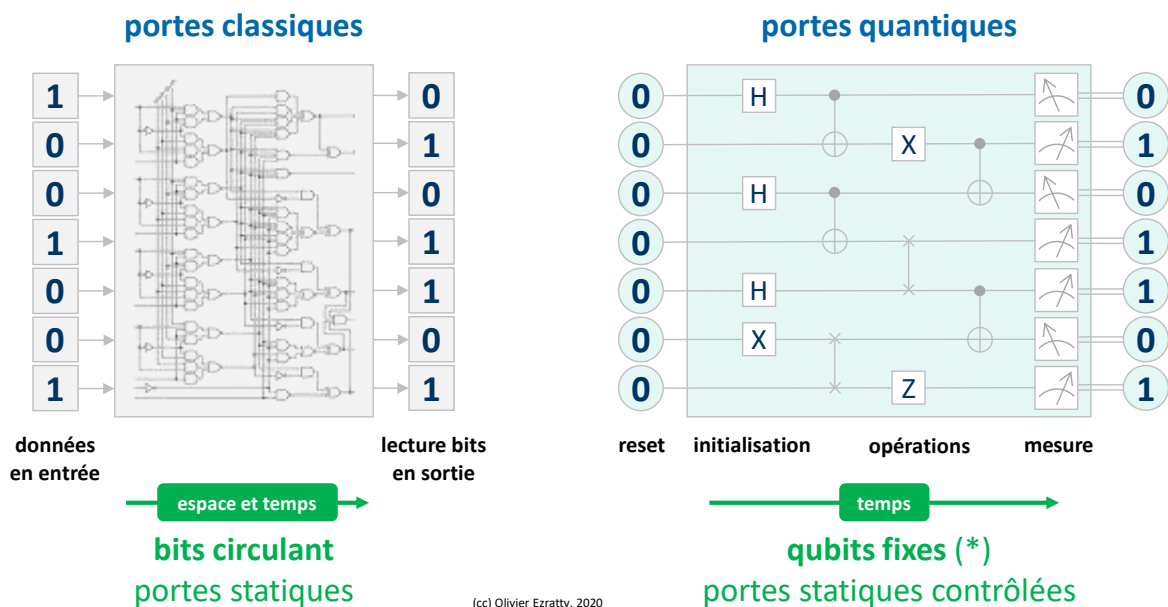 portes classiques
portes quantiques
1 0 0 H 0
0 1 0 X 1
0 0 0 H 0
1 1 0 1
0 1 0 H 1
0 0 0 X 0
1 1 0 Z 1
données
en entrée
lecture bits
en sortie
reset initialisation opérations mesure
espace et temps
temps
bits circulant
portes statiques
qubits fixes (*)
portes statiques contrôlées
(cc) Olivier Ezratty, 2020